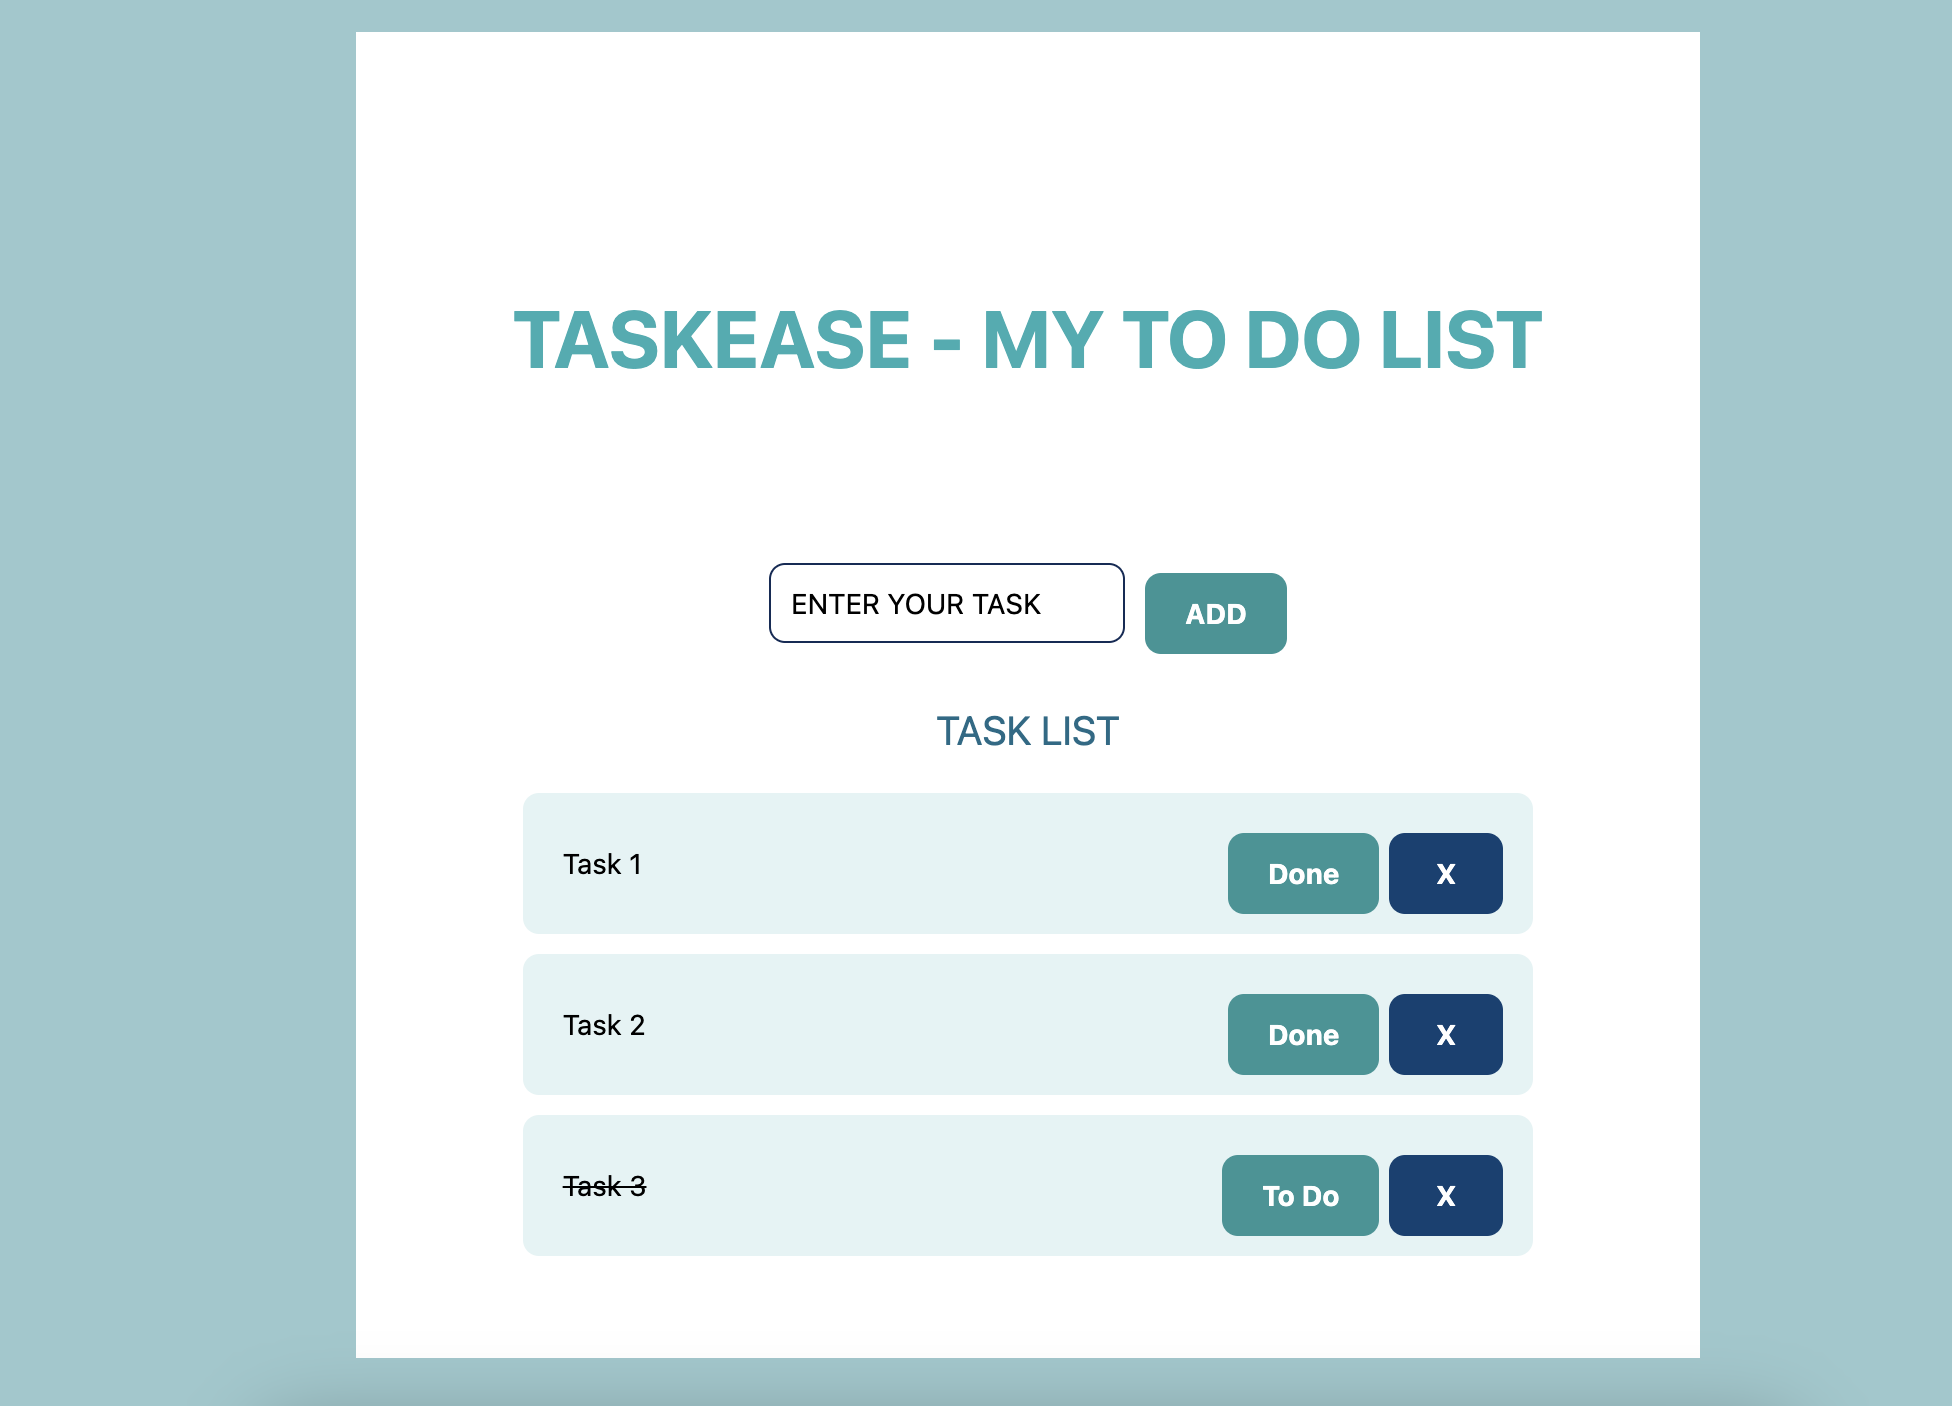 TASKEASE - MY TO DO LIST
ENTER YOUR TASK ADD
TASK LIST
Task 1 Done X
Task 2 Done X
Task 3 To Do X